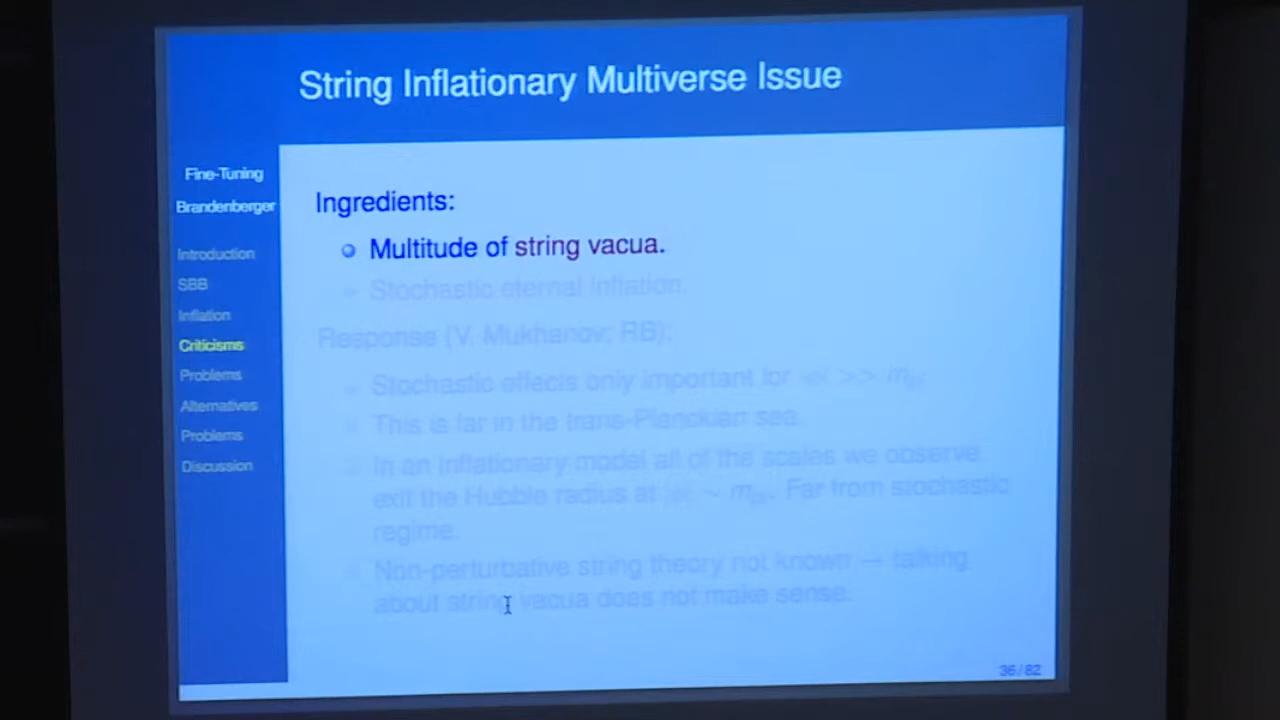 String Inflationary Multiverse Issue
Fine-Tuning
Brandenberger
Introduction
SBB
Inflation
Criticisms
Problems
Alternatives
Problems
Discussion
Ingredients:
Multitude of string vacua.
Stochastic eternal inflation.
Response (V. Mukhanov; RB):
Stochastic effects only important for |φ| >> mₚₗ
This is far in the trans-Planckian sea.
In an inflationary model all of the scales we observe
exit the Hubble radius at |φ| ~ mₚₗ. Far from stochastic
regime.
Non-perturbative string theory not known → talking
about string vacua does not make sense.
36/82